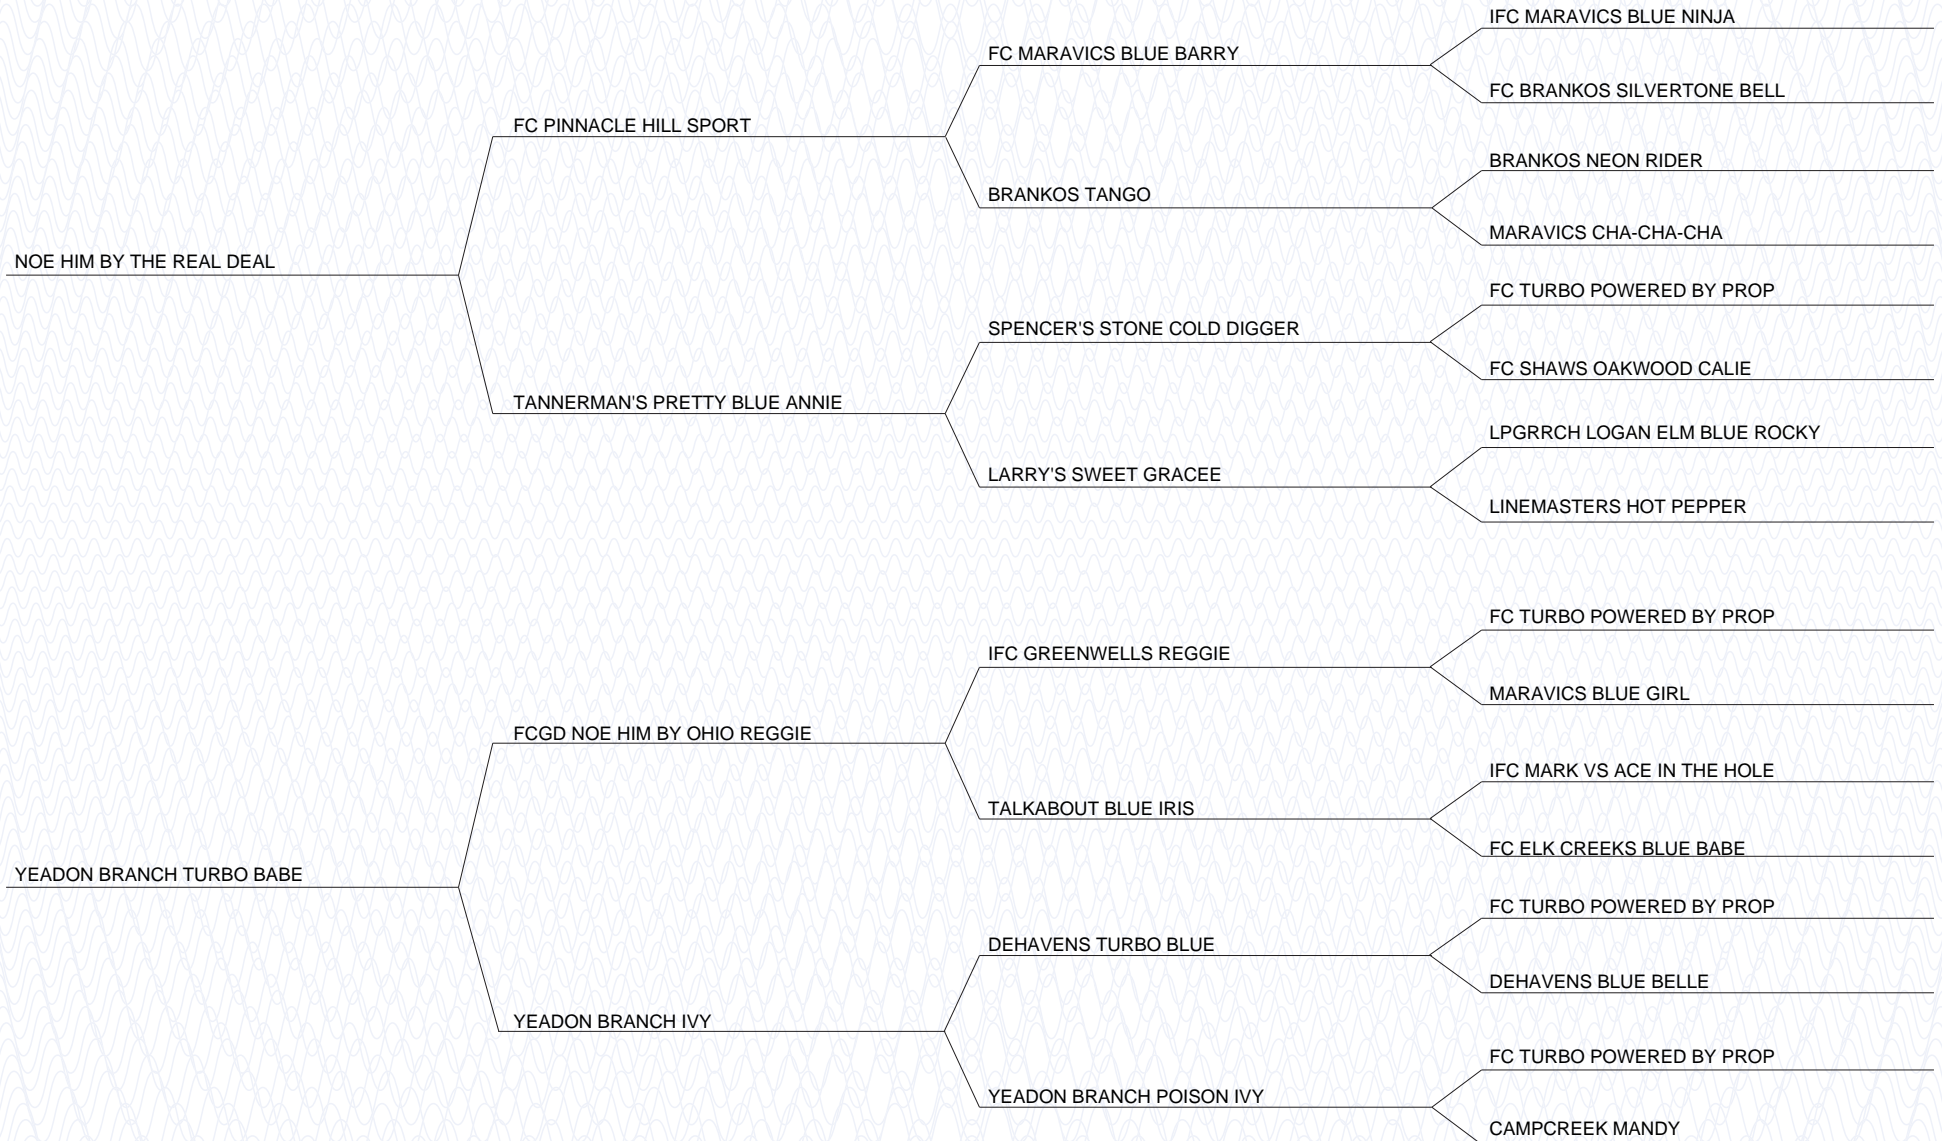 IFC MARAVICS BLUE NINJA
FC MARAVICS BLUE BARRY
FC BRANKOS SILVERTONE BELL
FC PINNACLE HILL SPORT
BRANKOS NEON RIDER
BRANKOS TANGO
MARAVICS CHA-CHA-CHA
NOE HIM BY THE REAL DEAL
FC TURBO POWERED BY PROP
SPENCER'S STONE COLD DIGGER
FC SHAWS OAKWOOD CALIE
TANNERMAN'S PRETTY BLUE ANNIE
LPGRRCH LOGAN ELM BLUE ROCKY
LARRY'S SWEET GRACEE
LINEMASTERS HOT PEPPER
FC TURBO POWERED BY PROP
IFC GREENWELLS REGGIE
MARAVICS BLUE GIRL
FCGD NOE HIM BY OHIO REGGIE
IFC MARK VS ACE IN THE HOLE
TALKABOUT BLUE IRIS
FC ELK CREEKS BLUE BABE
YEADON BRANCH TURBO BABE
FC TURBO POWERED BY PROP
DEHAVENS TURBO BLUE
DEHAVENS BLUE BELLE
YEADON BRANCH IVY
FC TURBO POWERED BY PROP
YEADON BRANCH POISON IVY
CAMPCREEK MANDY